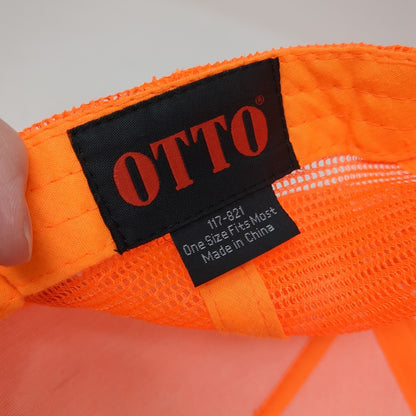 OTTO®
117-821
One Size Fits Most
Made in China